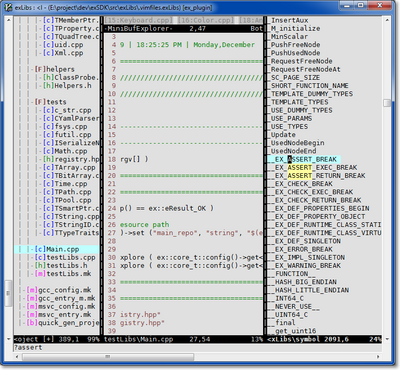 exLibs : <I - (E:\project\dev\exSDK\src\exLibs\vimfiles.exLibs) [ex_plugin]
[c]TMemberPtr.
[c]TProperty.c
[c]TQuadTree.c
[c]uid.cpp
[c]Xml.cpp
[F]helpers
[h]ClassProbe.
[h]Helpers.h
[F]tests
[c]c_str.cpp
[c]CYamlParser
[c]fsys.cpp
[c]futil.cpp
[c]ISerializeN
[c]Math.cpp
[h]registry.hp
[c]TArray.cpp
[c]TBitArray.c
[c]Time.cpp
[c]TPath.cpp
[c]TPool.cpp
[c]TSmartPtr.c
[c]TString.cpp
[c]TStringID.c
[c]TTypeTraits
[c]Main.cpp
[h]testLibs.h
[m]testLibs.mk
[m]gcc_config.mk
[m]gcc_entry_m.mk
[m]msvc_config.mk
[m]msvc_entry.mk
[b]quick_gen_projec
<oject [+] 389,1 99%
[15:Keyboard.cpp] [16:Color.cpp] [18:An
-MiniBufExplorer- 2,47 Bot
3
4 9 | 18:25:25 PM | Monday,December
rgv[] )
p() == ex::eResult_OK )
esource path
)->set ("main_repo", "string", "$(e
xplore ( ex::core_t::config()->get<
xplore ( ex::core_t::config()->get<
istry.hpp"
gistry.hpp"
testLibs\Main.cpp 27,54 13%
_InsertAux
_M_initialize
_MinScalar
_PushFreeNode
_PushUsedNode
_RequestFreeNode
_RequestFreeNodeAt
_SC_PAGE_SIZE
_SHORT_FUNCTION_NAME
_TEMPLATE_DUMMY_TYPES
_TEMPLATE_TYPES
_USE_DUMMY_TYPES
_USE_PARAMS
_USE_TYPES
_Update
_UsedNodeBegin
_UsedNodeEnd
__EX_ASSERT_BREAK
__EX_ASSERT_EXEC_BREAK
__EX_ASSERT_RETURN_BREAK
__EX_CHECK_BREAK
__EX_CHECK_EXEC_BREAK
__EX_CHECK_RETURN_BREAK
__EX_DEF_PROPERTIES_BEGIN
__EX_DEF_PROPERTY_OBJECT
__EX_DEF_RUNTIME_CLASS_STATI
__EX_DEF_RUNTIME_CLASS_VIRTU
__EX_DEF_SINGLETON
__EX_ERROR_BREAK
__EX_IMPL_SINGLETON
__EX_WARNING_BREAK
__FUNCTION__
__HASH_BIG_ENDIAN
__HASH_LITTLE_ENDIAN
__INT64_C
__NEVER_USE__
__UINT64_C
__final
__get_uint16
<xLibs\symbol 2091,6 24%
?assert